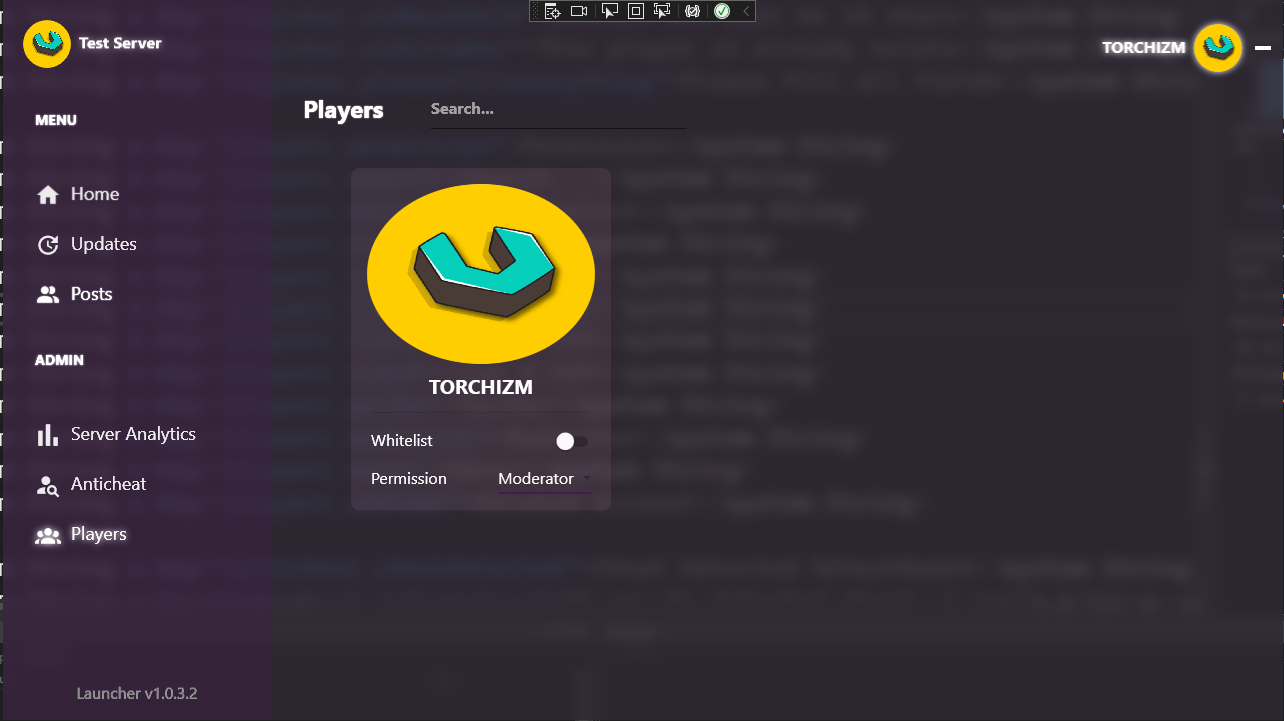 Test Server
TORCHIZM
MENU
Home
Updates
Posts
ADMIN
Server Analytics
Anticheat
Players
Launcher v1.0.3.2
Players
Search...
TORCHIZM
Whitelist
Permission Moderator